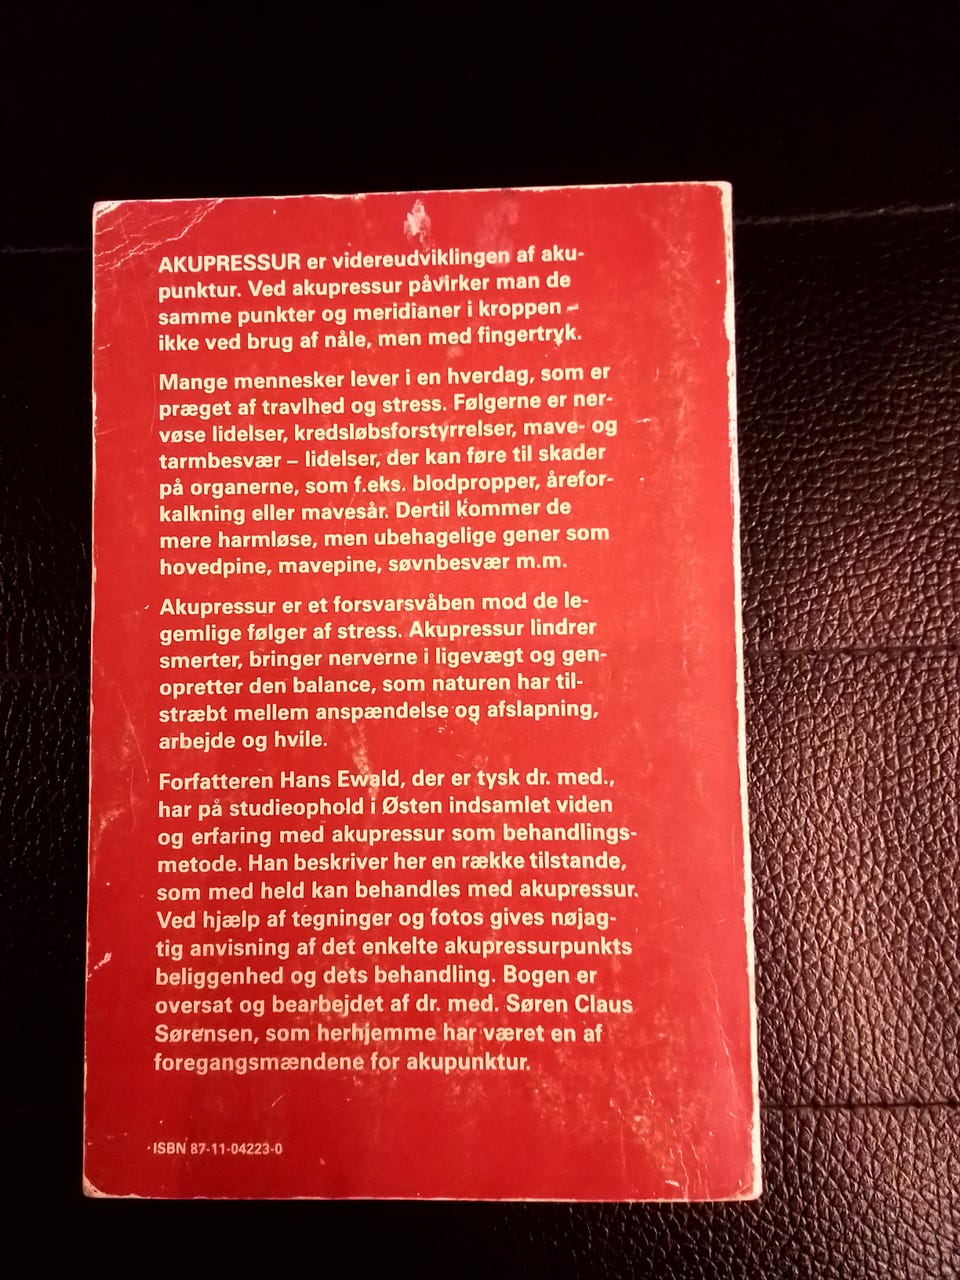 AKUPRESSUR er videreudviklingen af aku-
punktur. Ved akupressur påvirker man de
samme punkter og meridianer i kroppen –
ikke ved brug af nåle, men med fingertryk.
Mange mennesker lever i en hverdag, som er
præget af travlhed og stress. Følgerne er ner-
vøse lidelser, kredsløbsforstyrrelser, mave- og
tarmbesvær – lidelser, der kan føre til skader
på organerne, som f.eks. blodpropper, årefor-
kalkning eller mavesår. Dertil kommer de
mere harmløse, men ubehagelige gener som
hovedpine, mavepine, søvnbesvær m.m.
Akupressur er et forsvarsvåben mod de le-
gemlige følger af stress. Akupressur lindrer
smerter, bringer nerverne i ligevægt og gen-
opretter den balance, som naturen har til-
stræbt mellem anspændelse og afslapning,
arbejde og hvile.
Forfatteren Hans Ewald, der er tysk dr. med.,
har på studieophold i Østen indsamlet viden
og erfaring med akupressur som behandlings-
metode. Han beskriver her en række tilstande,
som med held kan behandles med akupressur.
Ved hjælp af tegninger og fotos gives nøjag-
tig anvisning af det enkelte akupressurpunkts
beliggenhed og dets behandling. Bogen er
oversat og bearbejdet af dr. med. Søren Claus
Sørensen, som herhjemme har været en af
foregangsmændene for akupunktur.
ISBN 87-11-04223-0